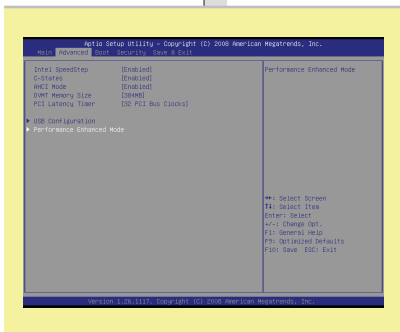 Aptio Setup Utility - Copyright (C) 2008 American Megatrends, Inc.
Main Advanced Boot Security Save & Exit
Intel SpeedStep [Enabled]
C-States [Enabled]
AHCI Mode [Enabled]
DVMT Memory Size [384MB]
PCI Latency Timer [32 PCI Bus Clocks]
USB Configuration
Performance Enhanced Mode
Performance Enhanced Mode
→←: Select Screen
↑↓: Select Item
Enter: Select
+/-: Change Opt.
F1: General Help
F9: Optimized Defaults
F10: Save ESC: Exit
Version 1.26.1117. Copyright (C) 2008 American Megatrends, Inc.